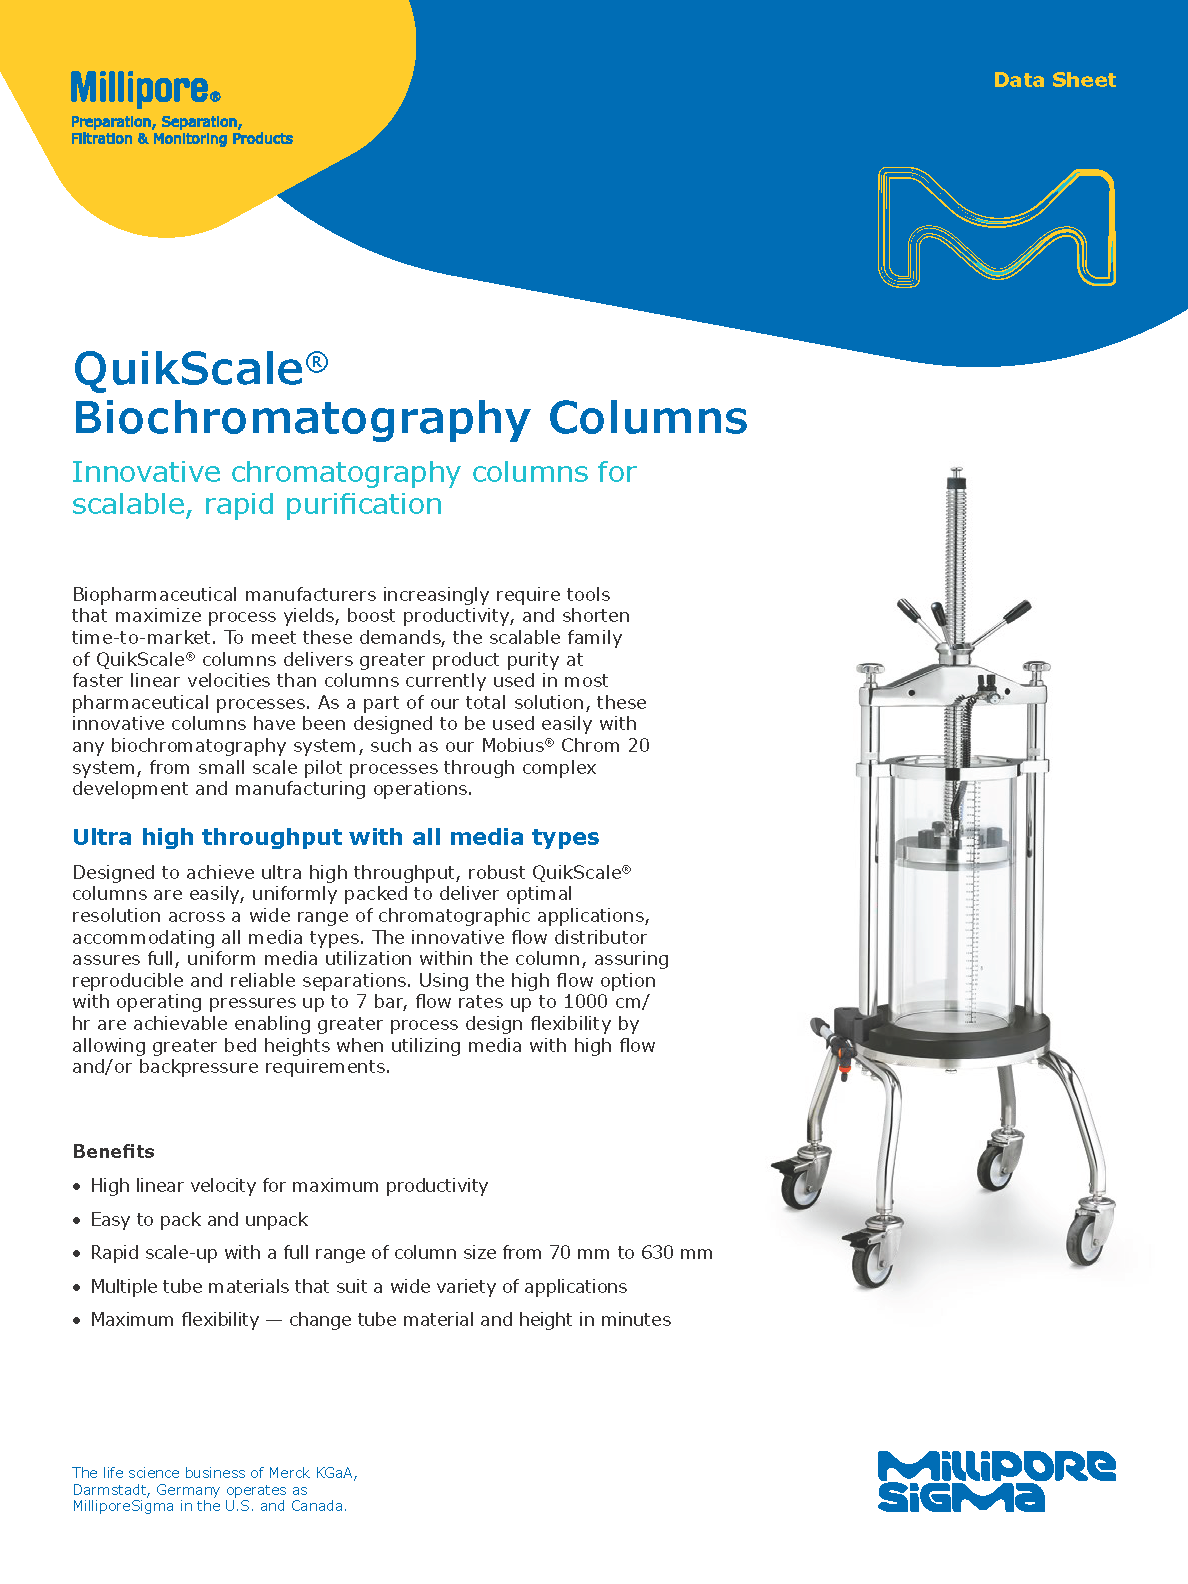 Millipore®
Preparation, Separation,
Filtration & Monitoring Products
Data Sheet
QuikScale®
Biochromatography Columns
Innovative chromatography columns for
scalable, rapid purification
Biopharmaceutical manufacturers increasingly require tools
that maximize process yields, boost productivity, and shorten
time-to-market. To meet these demands, the scalable family
of QuikScale® columns delivers greater product purity at
faster linear velocities than columns currently used in most
pharmaceutical processes. As a part of our total solution, these
innovative columns have been designed to be used easily with
any biochromatography system, such as our Mobius® Chrom 20
system, from small scale pilot processes through complex
development and manufacturing operations.
Ultra high throughput with all media types
Designed to achieve ultra high throughput, robust QuikScale®
columns are easily, uniformly packed to deliver optimal
resolution across a wide range of chromatographic applications,
accommodating all media types. The innovative flow distributor
assures full, uniform media utilization within the column, assuring
reproducible and reliable separations. Using the high flow option
with operating pressures up to 7 bar, flow rates up to 1000 cm/
hr are achievable enabling greater process design flexibility by
allowing greater bed heights when utilizing media with high flow
and/or backpressure requirements.
Benefits
• High linear velocity for maximum productivity
• Easy to pack and unpack
• Rapid scale-up with a full range of column size from 70 mm to 630 mm
• Multiple tube materials that suit a wide variety of applications
• Maximum flexibility — change tube material and height in minutes
The life science business of Merck KGaA,
Darmstadt, Germany operates as
MilliporeSigma in the U.S. and Canada.
Millipore
Sigma